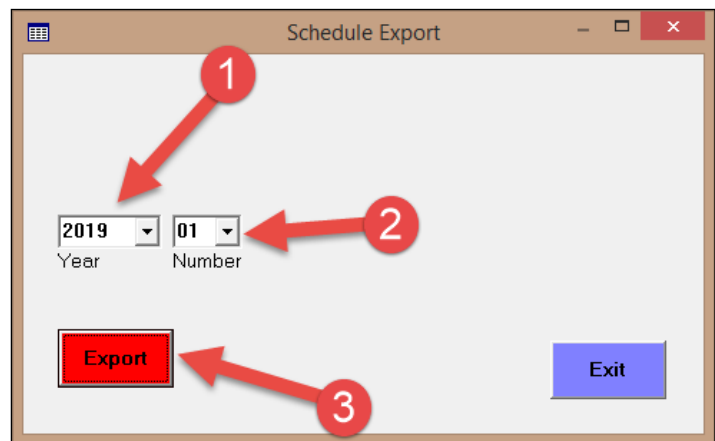 Schedule Export
1
2019 01 2
Year Number
Export
Exit
3